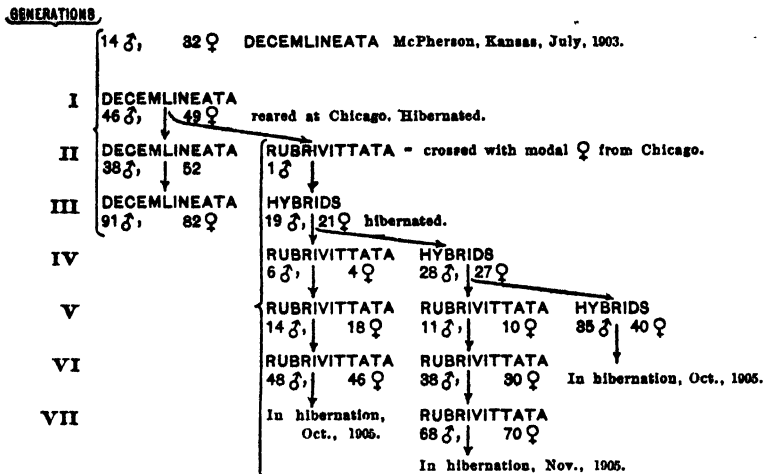 GENERATIONS
14 ♂, 32 ♀ DECEMLINEATA McPherson, Kansas, July, 1903.
I DECEMLINEATA
46 ♂, 49 ♀ reared at Chicago. Hibernated.
II DECEMLINEATA RUBRIVITTATA - crossed with modal ♀ from Chicago.
38 ♂, 52 1 ♂
III DECEMLINEATA HYBRIDS
91 ♂, 82 ♀ 19 ♂, 21 ♀ hibernated.
IV RUBRIVITTATA HYBRIDS
6 ♂, 4 ♀ 28 ♂, 27 ♀
V RUBRIVITTATA RUBRIVITTATA HYBRIDS
14 ♂, 18 ♀ 11 ♂, 10 ♀ 35 ♂ 40 ♀
VI RUBRIVITTATA RUBRIVITTATA
48 ♂, 46 ♀ 38 ♂, 30 ♀ In hibernation, Oct., 1905.
VII In hibernation, RUBRIVITTATA
Oct., 1905. 68 ♂, 70 ♀
In hibernation, Nov., 1905.